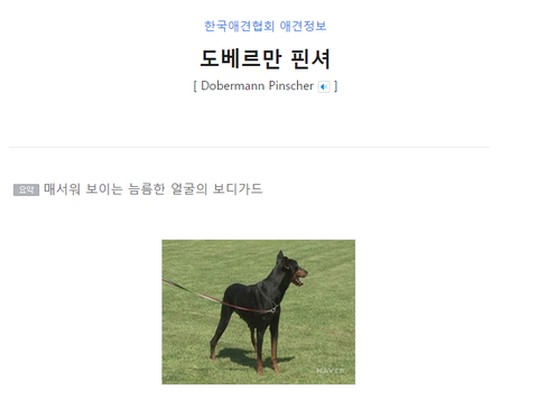 한국애견협회 애견정보
도베르만 핀셔
[ Dobermann Pinscher ]
요약 매서워 보이는 늠름한 얼굴의 보디가드
NAVER